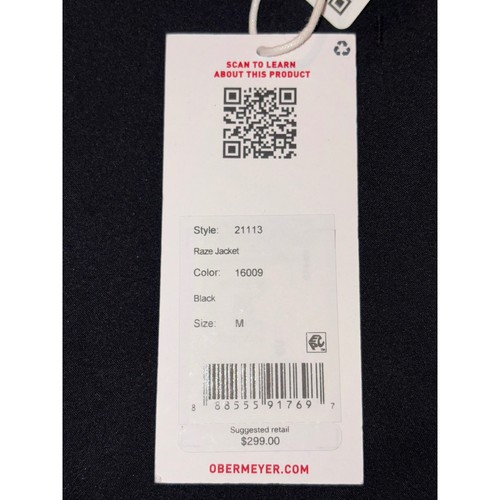 SCAN TO LEARN
ABOUT THIS PRODUCT
Style: 21113
Raze Jacket
Color: 16009
Black
Size: M
8 88555 91769 7
Suggested retail
$299.00
OBERMEYER.COM